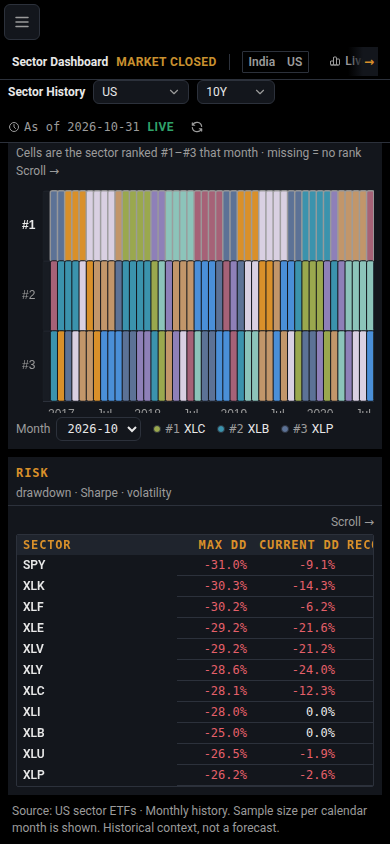 Sector Dashboard MARKET CLOSED India US Liv →
Sector History US 10Y
As of 2026-10-31 LIVE
Cells are the sector ranked #1–#3 that month · missing = no rank
Scroll →
#1
#2
#3
2017 Jul 2018 Jul 2019 Jul 2020 Jul
Month 2026-10 #1 XLC #2 XLB #3 XLP
RISK
drawdown · Sharpe · volatility
Scroll →
SECTOR MAX DD CURRENT DD RECO
SPY -31.0% -9.1%
XLK -30.3% -14.3%
XLF -30.2% -6.2%
XLE -29.2% -21.6%
XLV -29.2% -21.2%
XLY -28.6% -24.0%
XLC -28.1% -12.3%
XLI -28.0% 0.0%
XLB -25.0% 0.0%
XLU -26.5% -1.9%
XLP -26.2% -2.6%
Source: US sector ETFs · Monthly history. Sample size per calendar
month is shown. Historical context, not a forecast.